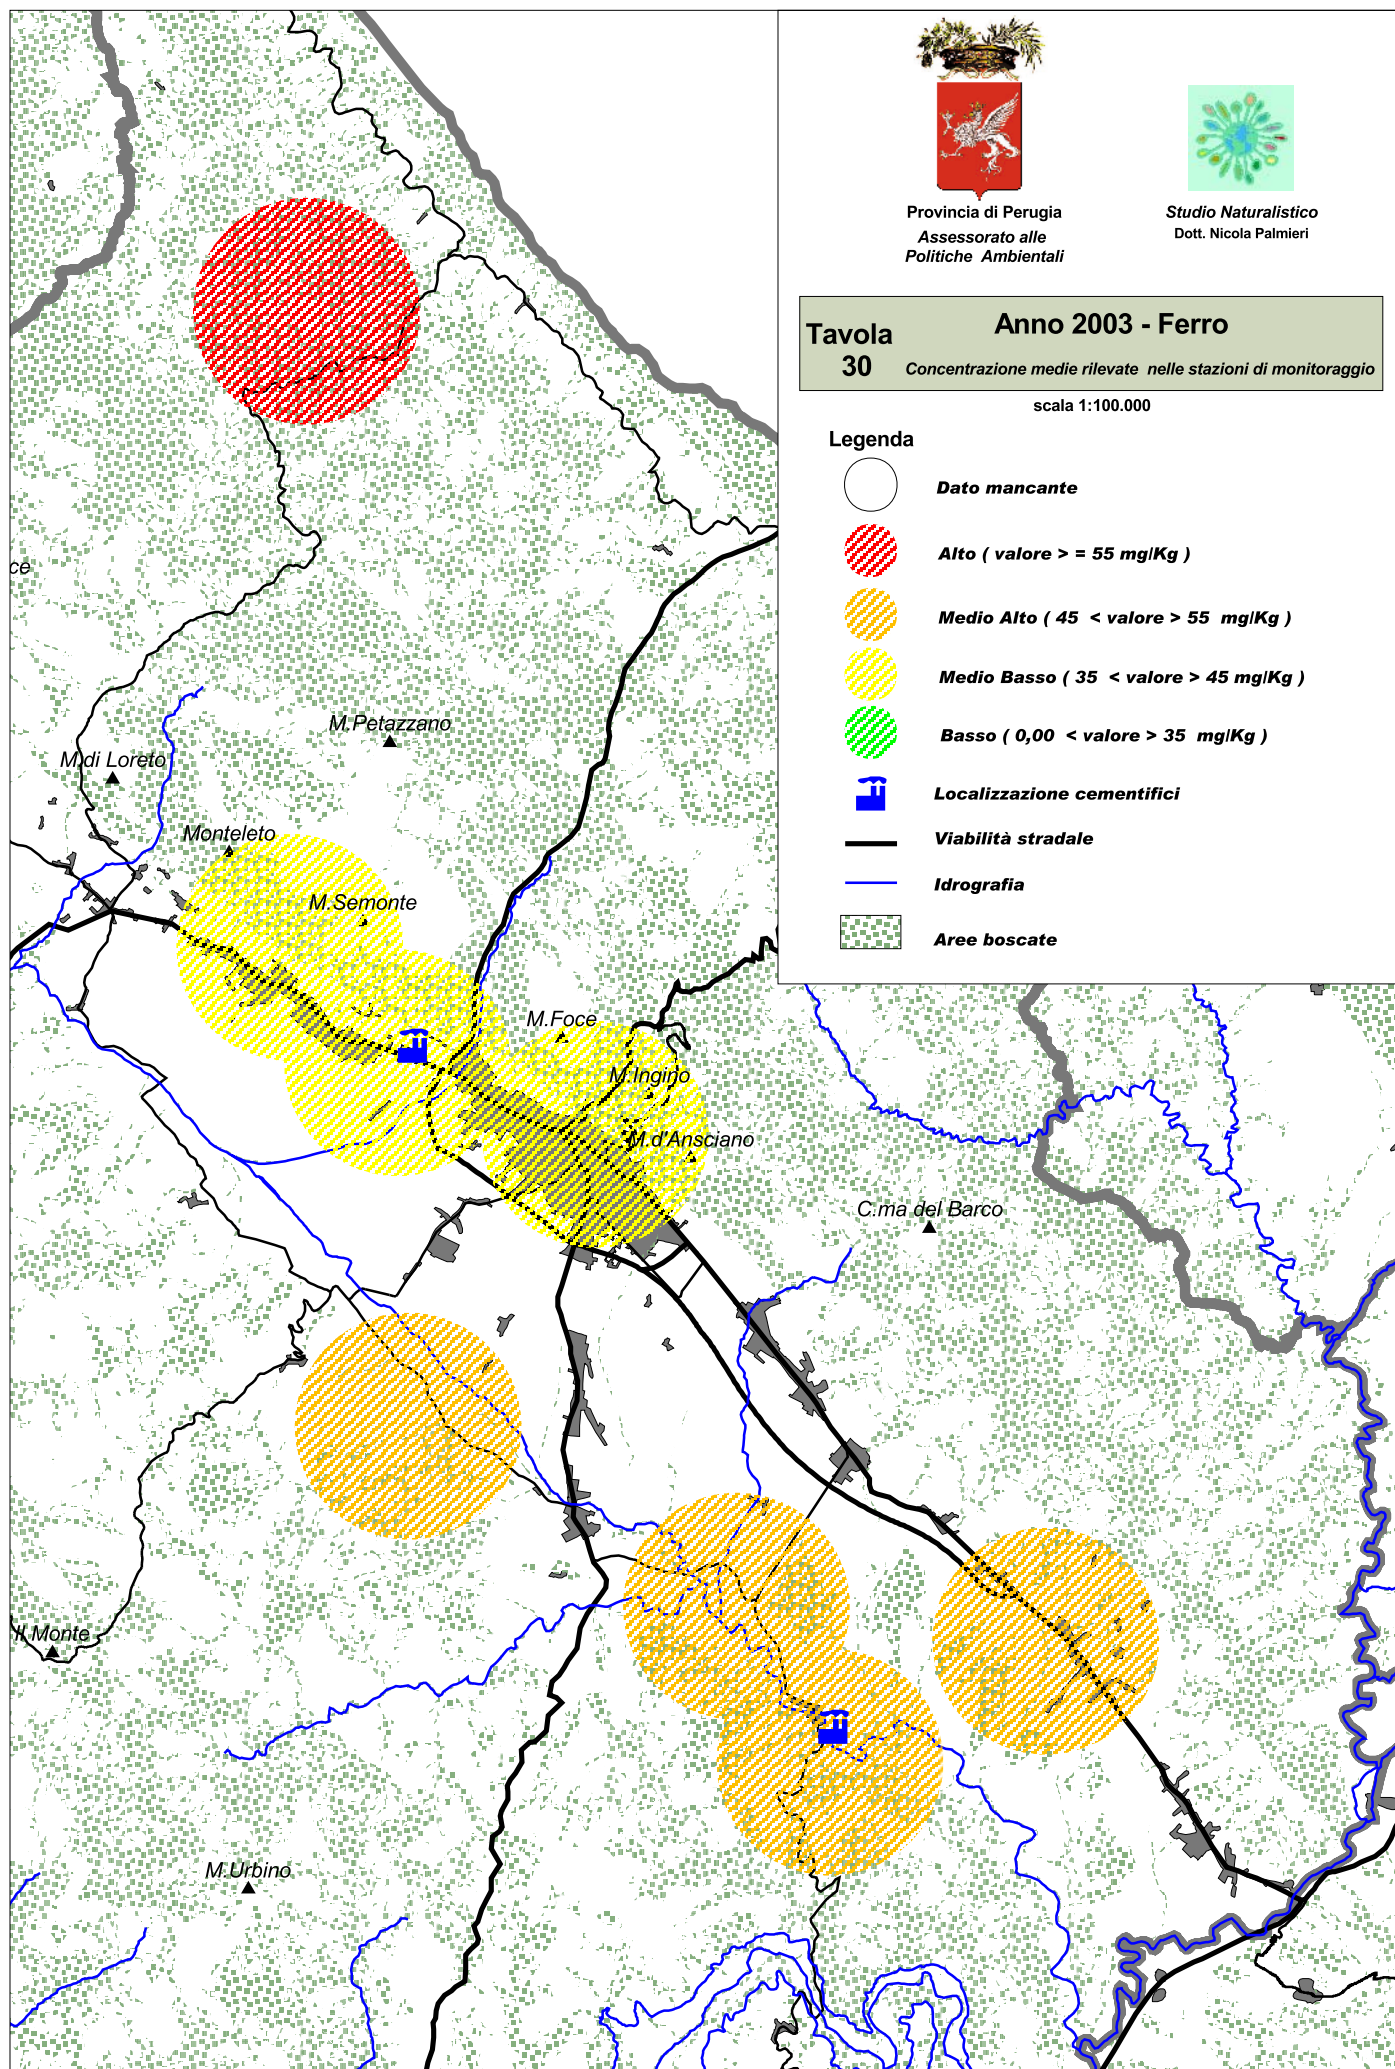 Provincia di Perugia
Assessorato alle
Politiche Ambientali
Studio Naturalistico
Dott. Nicola Palmieri
Tavola
30
Anno 2003 - Ferro
Concentrazione medie rilevate nelle stazioni di monitoraggio
scala 1:100.000
Legenda
Dato mancante
Alto ( valore > = 55 mg/Kg )
Medio Alto ( 45 < valore > 55 mg/Kg )
Medio Basso ( 35 < valore > 45 mg/Kg )
Basso ( 0,00 < valore > 35 mg/Kg )
Localizzazione cementifici
Viabilità stradale
Idrografia
Aree boscate
ce
M.Petazzano
M.di Loreto
Monteleto
M.Semonte
M.Foce
M.Ingino
M.d'Ansciano
C.ma del Barco
Il Monte
M.Urbino